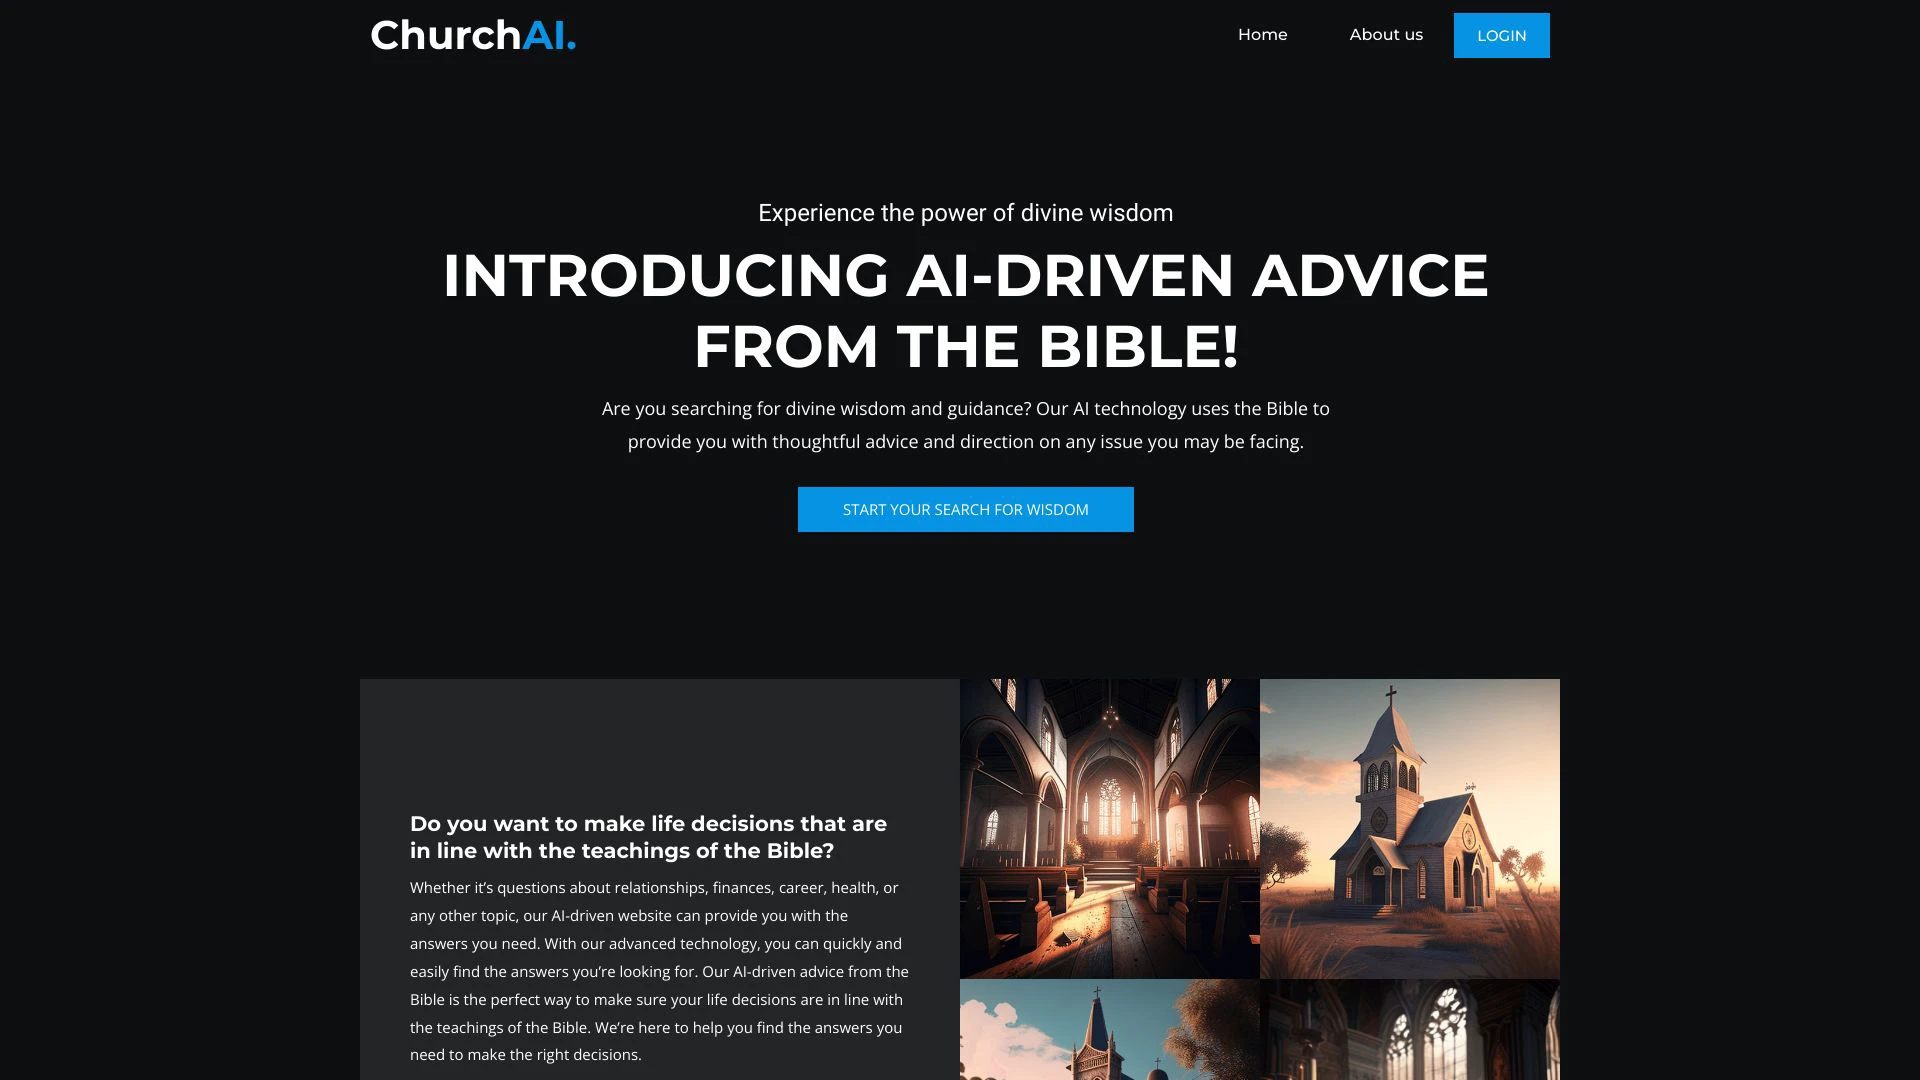 ChurchAI.
Home
About us
LOGIN
Experience the power of divine wisdom
INTRODUCING AI-DRIVEN ADVICE
FROM THE BIBLE!
Are you searching for divine wisdom and guidance? Our AI technology uses the Bible to
provide you with thoughtful advice and direction on any issue you may be facing.
START YOUR SEARCH FOR WISDOM
Do you want to make life decisions that are
in line with the teachings of the Bible?
Whether it’s questions about relationships, finances, career, health, or
any other topic, our AI-driven website can provide you with the
answers you need. With our advanced technology, you can quickly and
easily find the answers you’re looking for. Our AI-driven advice from the
Bible is the perfect way to make sure your life decisions are in line with
the teachings of the Bible. We’re here to help you find the answers you
need to make the right decisions.